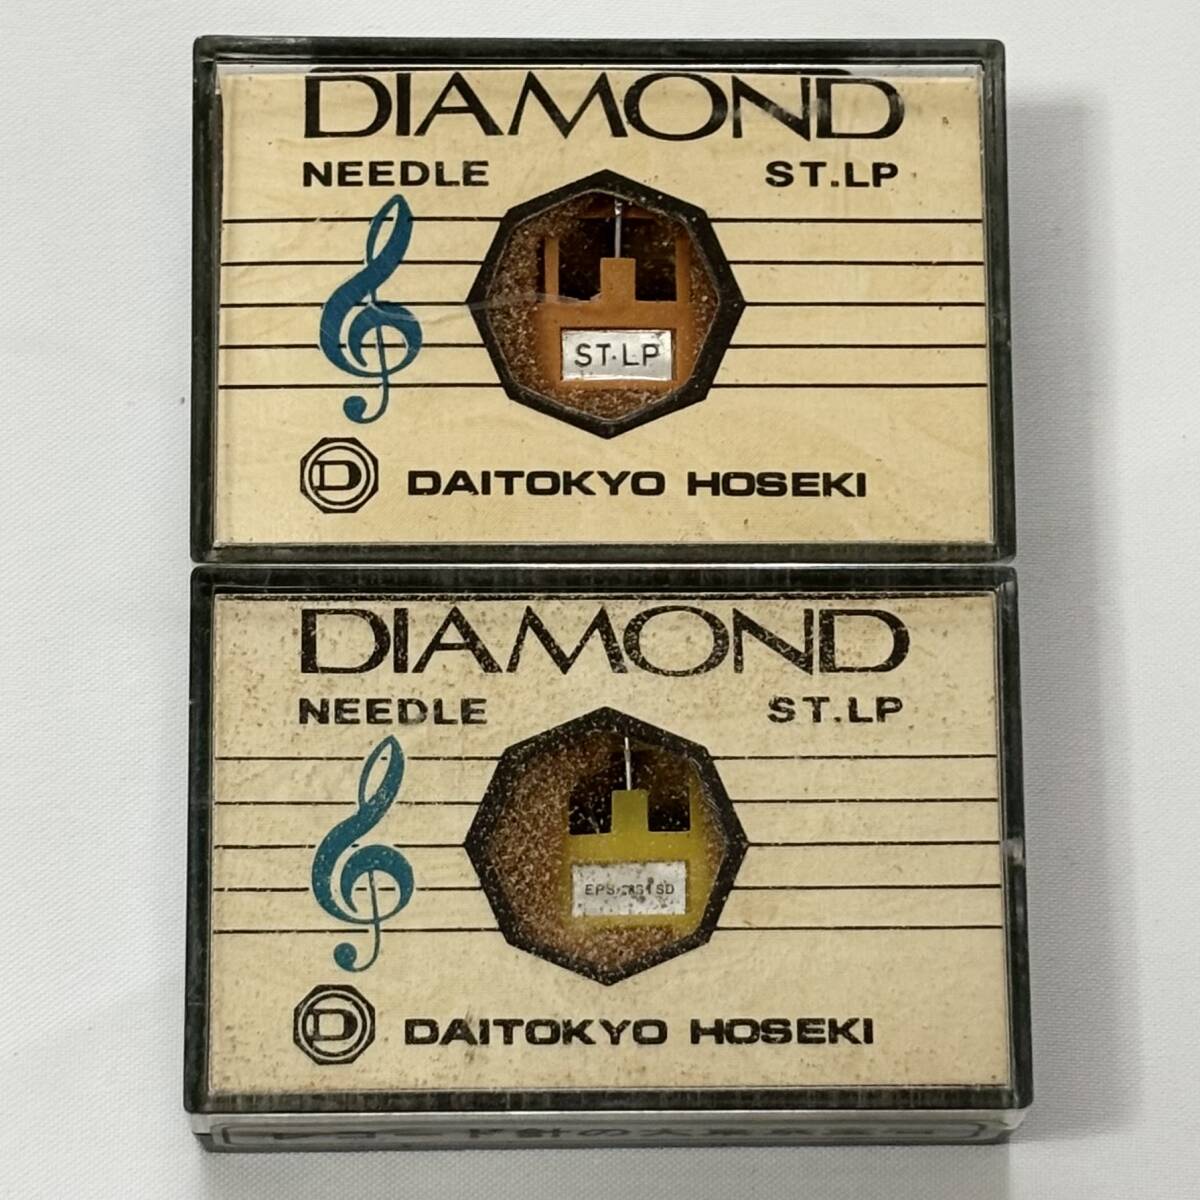 DIAMOND
NEEDLE ST.LP
ST·LP
D DAITOKYO HOSEKI
DIAMOND
NEEDLE ST.LP
D DAITOKYO HOSEKI